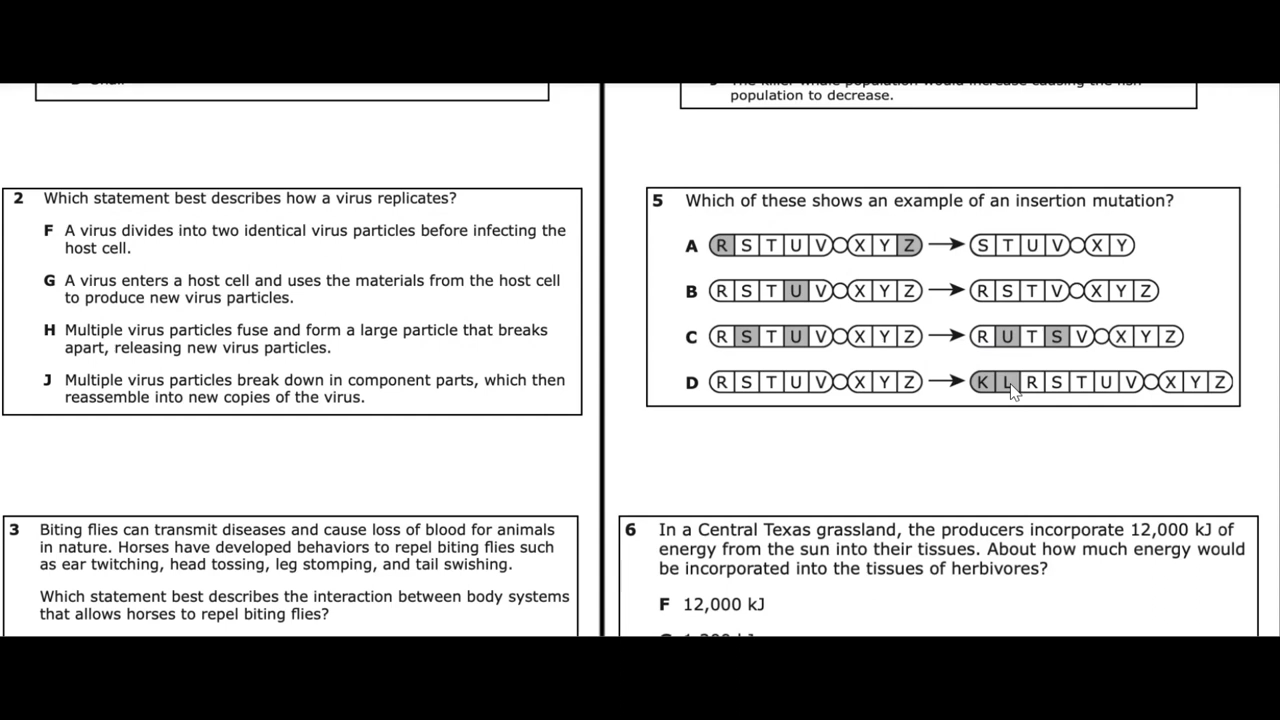 population to decrease.
2 Which statement best describes how a virus replicates?
F A virus divides into two identical virus particles before infecting the
host cell.
G A virus enters a host cell and uses the materials from the host cell
to produce new virus particles.
H Multiple virus particles fuse and form a large particle that breaks
apart, releasing new virus particles.
J Multiple virus particles break down in component parts, which then
reassemble into new copies of the virus.
3 Biting flies can transmit diseases and cause loss of blood for animals
in nature. Horses have developed behaviors to repel biting flies such
as ear twitching, head tossing, leg stomping, and tail swishing.
Which statement best describes the interaction between body systems
that allows horses to repel biting flies?
5 Which of these shows an example of an insertion mutation?
A R S T U V X Y Z S T U V X Y
B R S T U V X Y Z R S T V X Y Z
C R S T U V X Y Z R U T S V X Y Z
D R S T U V X Y Z K L R S T U V X Y Z
6 In a Central Texas grassland, the producers incorporate 12,000 kJ of
energy from the sun into their tissues. About how much energy would
be incorporated into the tissues of herbivores?
F 12,000 kJ